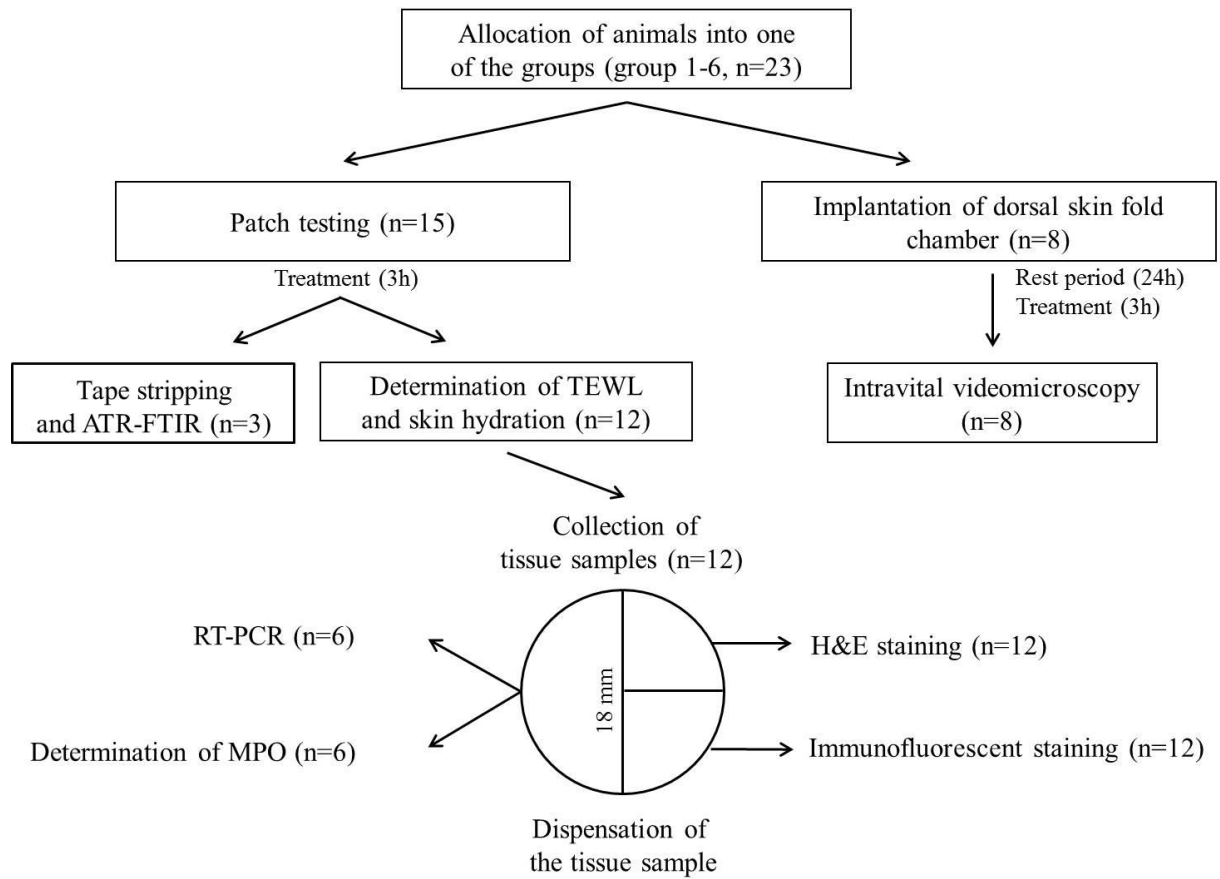 Allocation of animals into one
of the groups (group 1-6, n=23)
Patch testing (n=15)
Implantation of dorsal skin fold
chamber (n=8)
Treatment (3h)
Rest period (24h)
Treatment (3h)
Tape stripping
and ATR-FTIR (n=3)
Determination of TEWL
and skin hydration (n=12)
Intravital videomicroscopy
(n=8)
Collection of
tissue samples (n=12)
RT-PCR (n=6)
H&E staining (n=12)
18 mm
Determination of MPO (n=6)
Immunofluorescent staining (n=12)
Dispensation of
the tissue sample